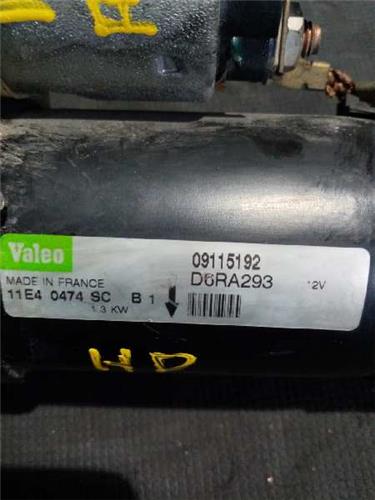 Valeo
09115192
MADE IN FRANCE
D6RA293
12V
11E4 0474 SC B 1
1.3 KW
HD